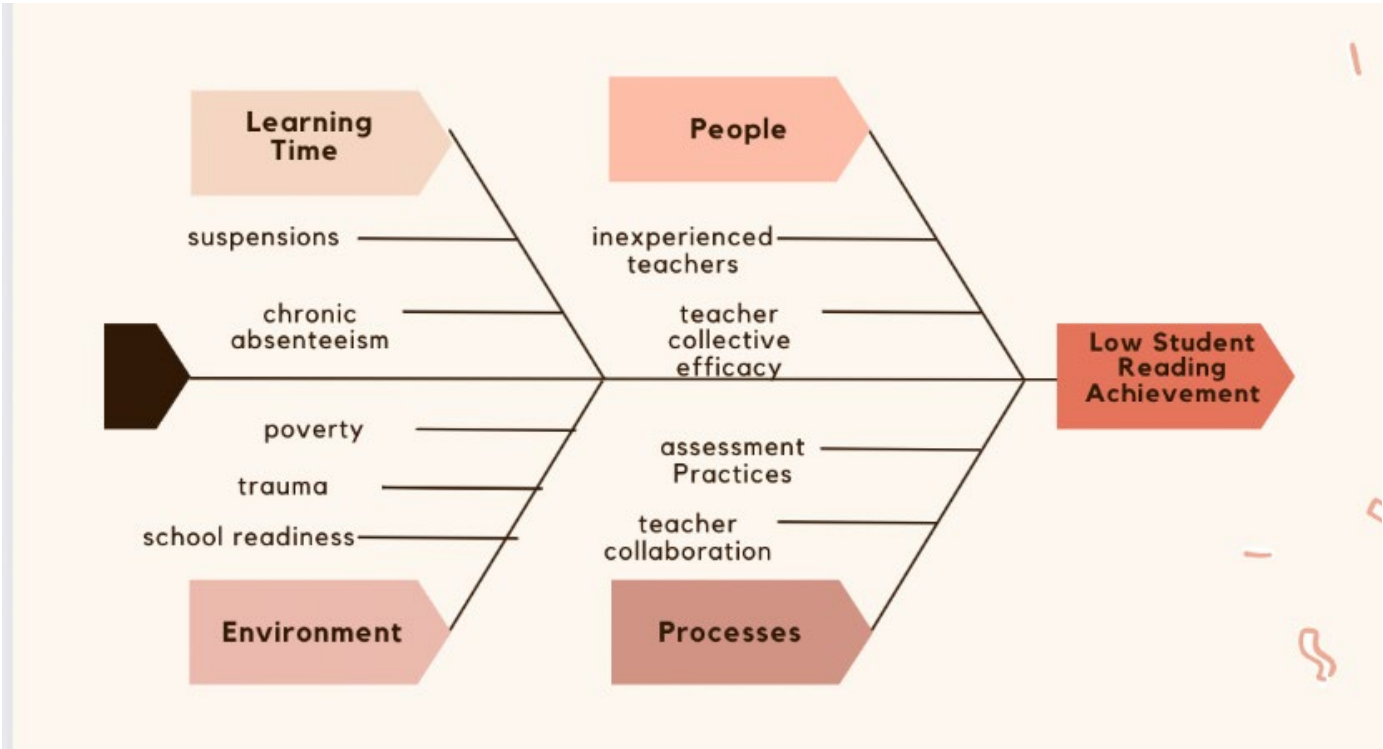 Learning
Time
People
suspensions
inexperienced
teachers
chronic
absenteeism
teacher
collective
efficacy
Low Student
Reading
Achievement
poverty
trauma
school readiness
assessment
Practices
teacher
collaboration
Environment
Processes